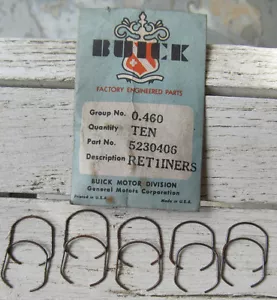 BUICK
FACTORY ENGINEERED PARTS
Group No. 0.460
Quantity TEN
Part No. 5230406
Description RET1INERS
BUICK MOTOR DIVISION
General Motors Corporation
Printed in U.S.A. Made in U.S.A.